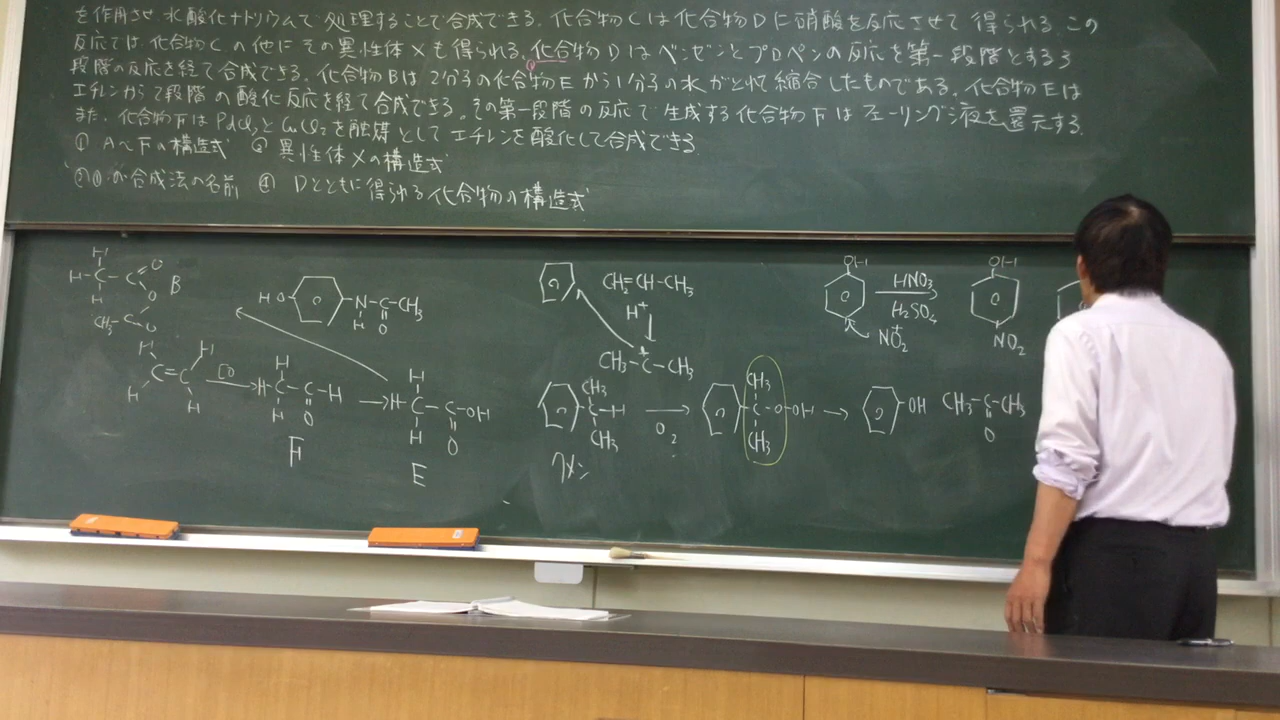 を作用させ、水酸化ナトリウムで処理することで合成できる。化合物Cは化合物Dに硝酸を反応させて得られる。この
反応では、化合物Cの他にその異性体Xも得られる。化合物Dはベンゼンとプロペンの反応を第一段階とする3
段階の反応を経て合成できる。化合物Bは2分子の化合物Eから1分子の水がとれて縮合したものである。化合物Eは
エチレンから2段階の酸化反応を経て合成できる。その第一段階の反応で生成する化合物Fはフェーリング液を還元する。
また、化合物FはPdCl₂とCuCl₂を触媒としてエチレンを酸化して合成できる。
① A〜Fの構造式 ② 異性体Xの構造式
③ ①の合成法の名前 ④ Dとともに得られる化合物の構造式
H
H-C-C O
H O B
CH₃-C O
HO N-C-CH₃
H O
CH₂=CH-CH₃
H⁺
CH₃-C⁺-CH₃
H
OH HNO₃ OH
H₂SO₄
NO₂⁺ NO₂
H H
C=C
H H
[O]
H
H-C-C-H
H O
F
H
H-C-C-OH
H O
E
CH₃
C-H
CH₃
クメン
O₂
CH₃
C-O-OH
CH₃
OH CH₃-C-CH₃
O